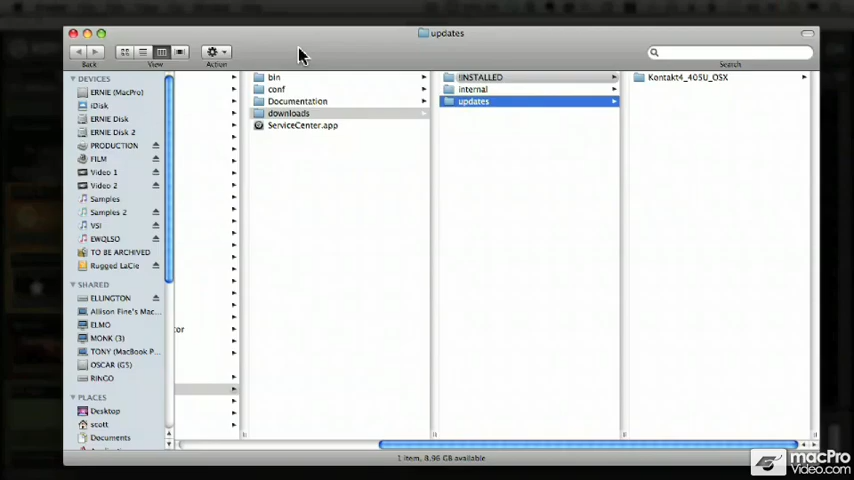 updates
Back
View
Action
Search
DEVICES
ERNIE (MacPro)
iDisk
ERNIE Disk
ERNIE Disk 2
PRODUCTION
FILM
Video 1
Video 2
Samples
Samples 2
VSI
EWQLSO
TO BE ARCHIVED
Rugged LaCie
SHARED
ELLINGTON
Allison Fine's Mac...
ELMO
MONK (3)
TONY (MacBook P...
OSCAR (G5)
RINGO
PLACES
Desktop
scott
Documents
tor
bin
conf
Documentation
downloads
ServiceCenter.app
!INSTALLED
internal
updates
Kontakt4_405U_OSX
1 item, 8.96 GB available
macPro
Video.com